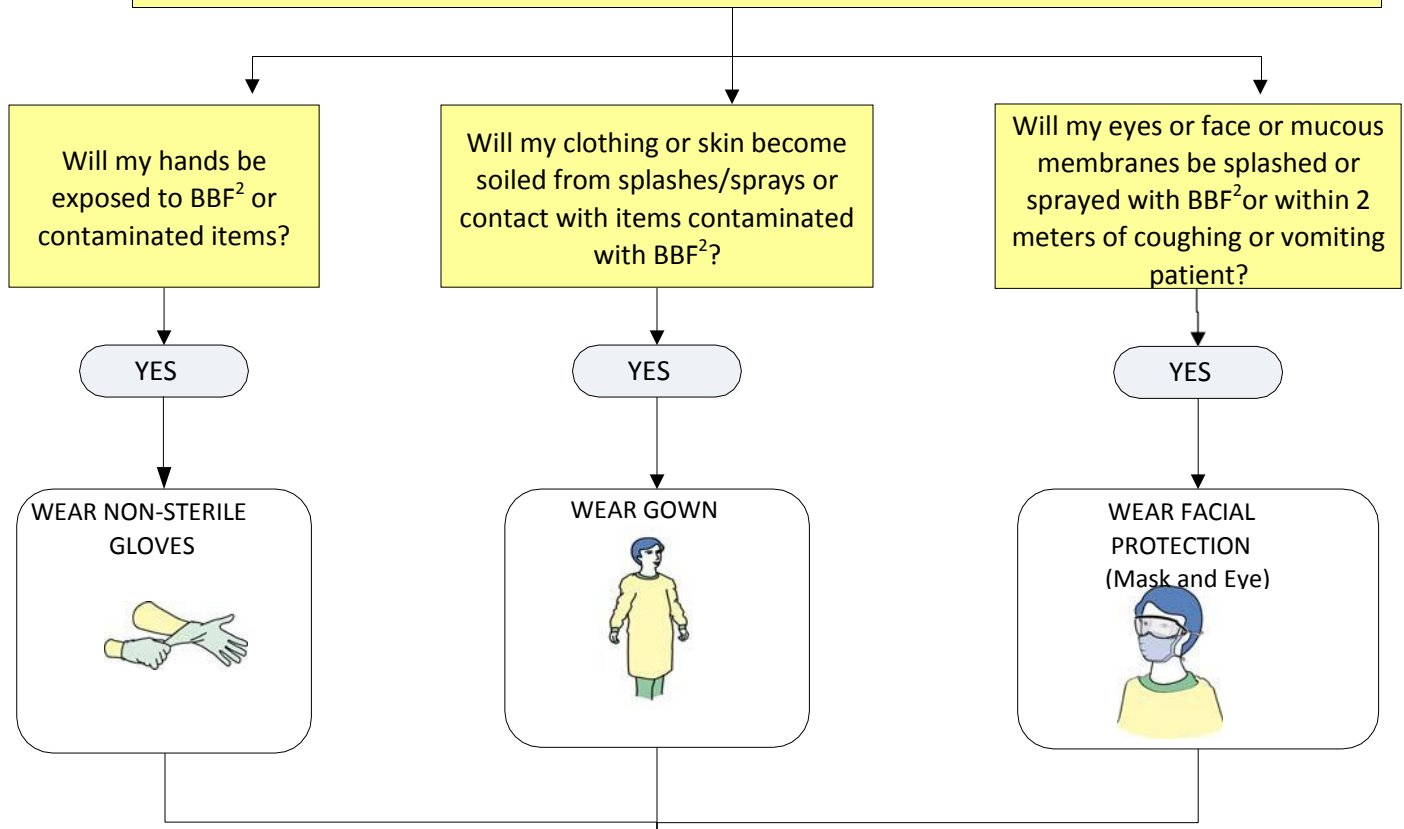 Will my hands be
exposed to BBF² or
contaminated items?
Will my clothing or skin become
soiled from splashes/sprays or
contact with items contaminated
with BBF²?
Will my eyes or face or mucous
membranes be splashed or
sprayed with BBF²or within 2
meters of coughing or vomiting
patient?
YES
YES
YES
WEAR NON-STERILE
GLOVES
WEAR GOWN
WEAR FACIAL
PROTECTION
(Mask and Eye)